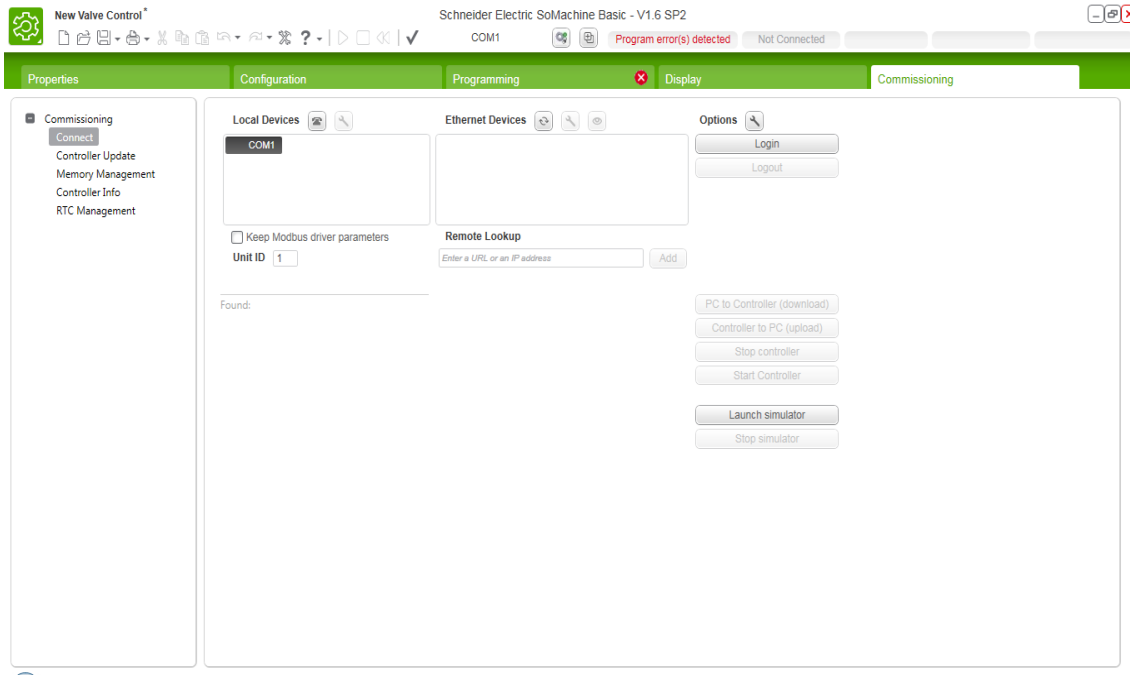 New Valve Control*
Schneider Electric SoMachine Basic - V1.6 SP2
COM1
Program error(s) detected
Not Connected
Properties
Configuration
Programming
Display
Commissioning
Commissioning
Connect
Controller Update
Memory Management
Controller Info
RTC Management
Local Devices
COM1
Keep Modbus driver parameters
Unit ID 1
Found:
Ethernet Devices
Remote Lookup
Enter a URL or an IP address
Add
Options
Login
Logout
PC to Controller (download)
Controller to PC (upload)
Stop controller
Start Controller
Launch simulator
Stop simulator